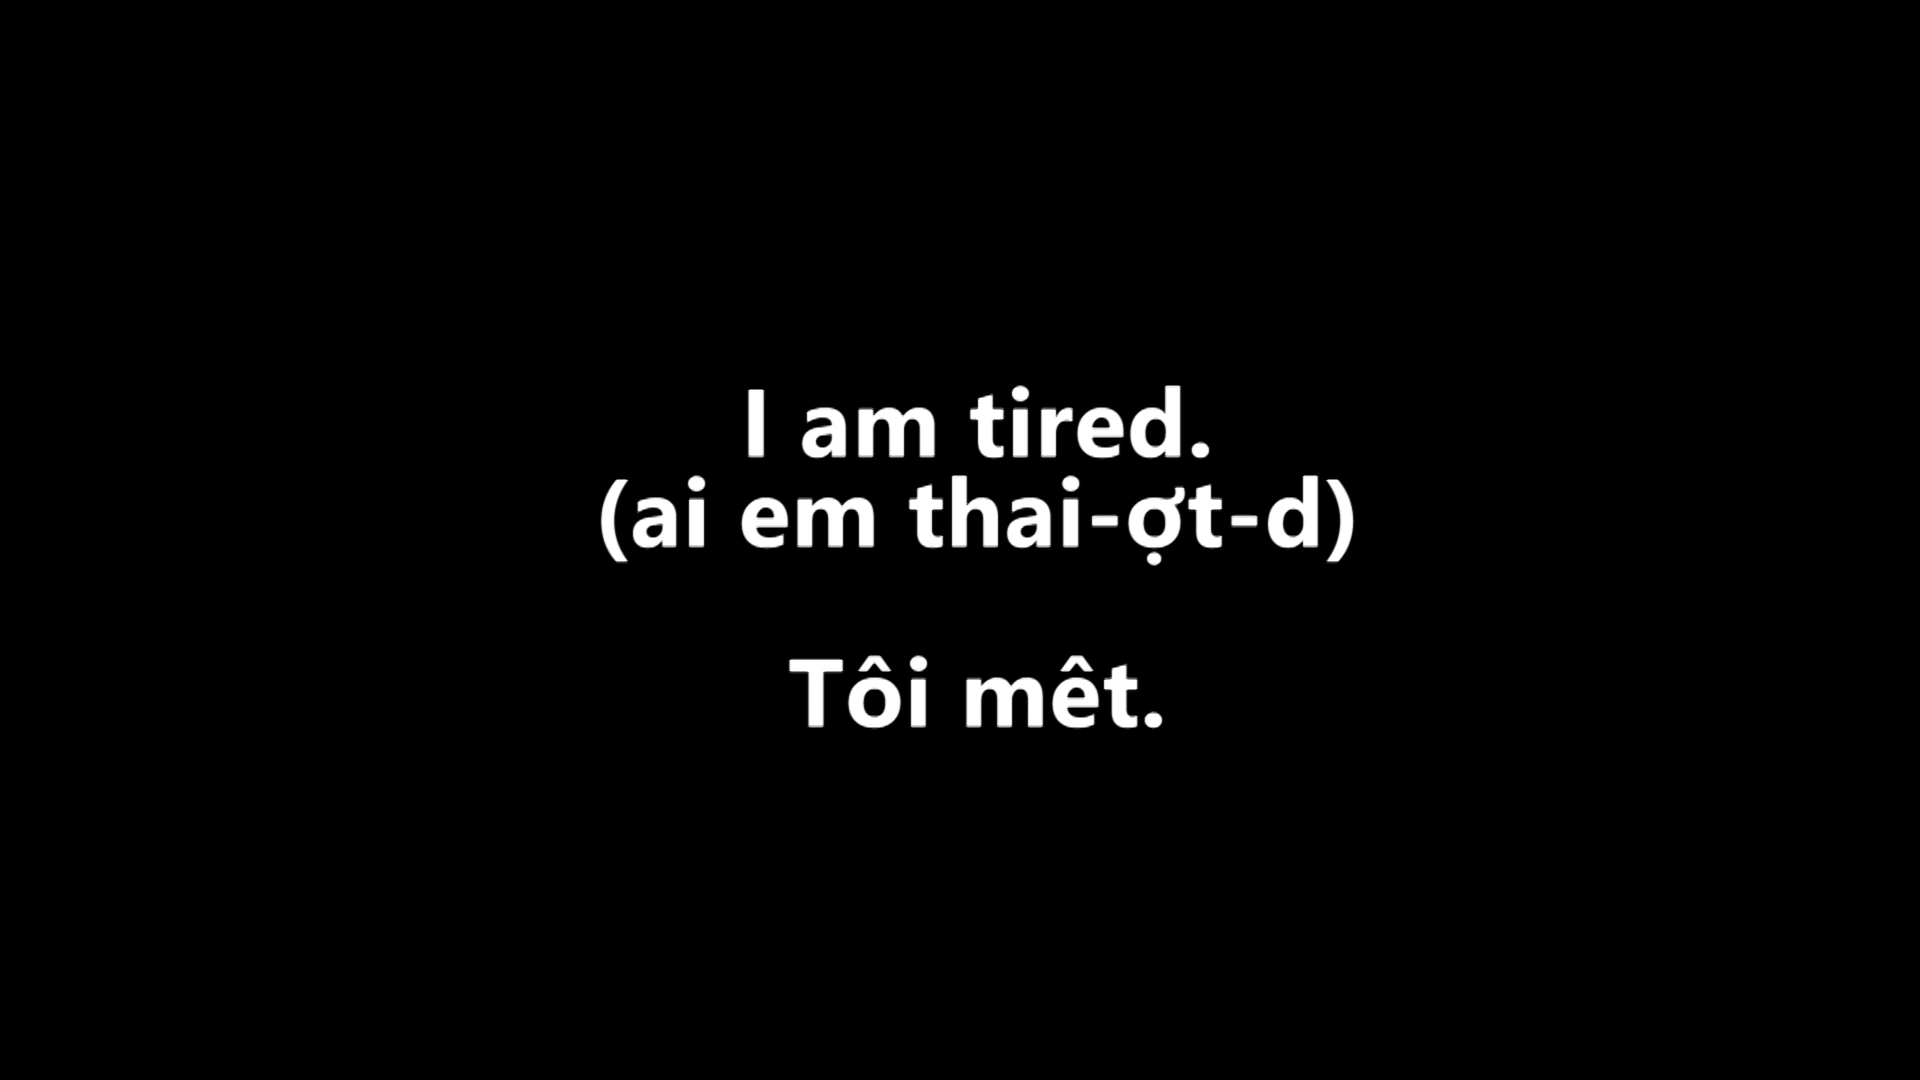 I am tired.
(ai em thai-ợt-d)
Tôi mêt.